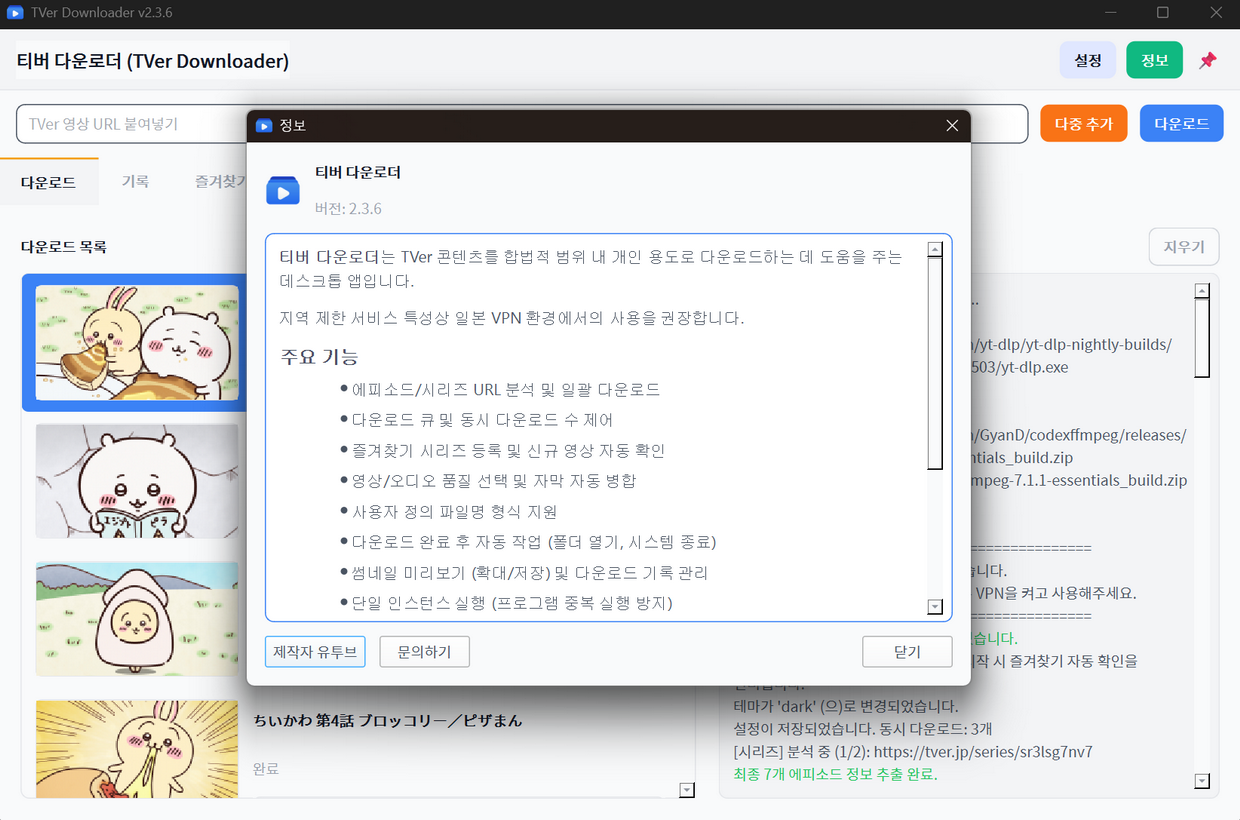 TVer Downloader v2.3.6
티버 다운로더 (TVer Downloader)
설정
정보
TVer 영상 URL 붙여넣기
다중 추가
다운로드
다운로드
기록
즐겨찾기
다운로드 목록
지우기
정보
티버 다운로더
버전: 2.3.6
티버 다운로더는 TVer 콘텐츠를 합법적 범위 내 개인 용도로 다운로드하는 데 도움을 주는
데스크톱 앱입니다.
지역 제한 서비스 특성상 일본 VPN 환경에서의 사용을 권장합니다.
주요 기능
• 에피소드/시리즈 URL 분석 및 일괄 다운로드
• 다운로드 큐 및 동시 다운로드 수 제어
• 즐겨찾기 시리즈 등록 및 신규 영상 자동 확인
• 영상/오디오 품질 선택 및 자막 자동 병합
• 사용자 정의 파일명 형식 지원
• 다운로드 완료 후 자동 작업 (폴더 열기, 시스템 종료)
• 썸네일 미리보기 (확대/저장) 및 다운로드 기록 관리
• 단일 인스턴스 실행 (프로그램 중복 실행 방지)
제작자 유투브
문의하기
닫기
エジプト
ピラ
ちいかわ 第4話 ブロッコリー／ピザまん
완료
/yt-dlp/yt-dlp-nightly-builds/
503/yt-dlp.exe
/GyanD/codexffmpeg/releases/
ntials_build.zip
mpeg-7.1.1-essentials_build.zip
===============
습니다.
VPN을 켜고 사용해주세요.
===============
었습니다.
시작 시 즐겨찾기 자동 확인을
테마가 'dark' (으)로 변경되었습니다.
설정이 저장되었습니다. 동시 다운로드: 3개
[시리즈] 분석 중 (1/2): https://tver.jp/series/sr3lsg7nv7
최종 7개 에피소드 정보 추출 완료.